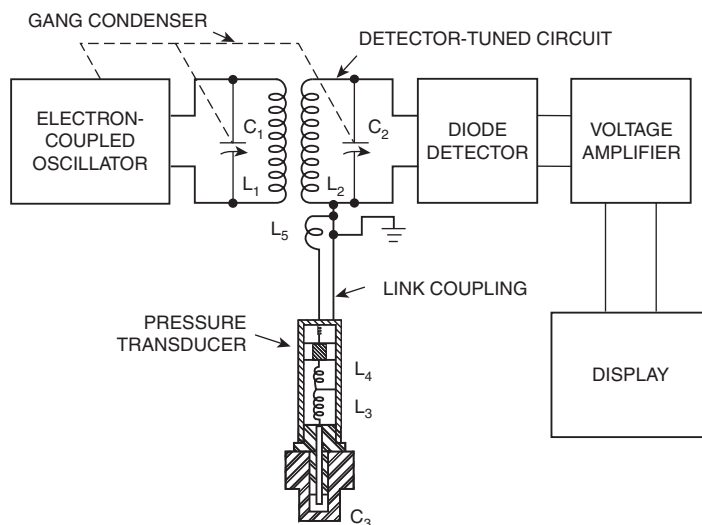 GANG CONDENSER
DETECTOR-TUNED CIRCUIT
ELECTRON-
COUPLED
OSCILLATOR
C1
L1
C2
L2
DIODE
DETECTOR
VOLTAGE
AMPLIFIER
L5
LINK COUPLING
PRESSURE
TRANSDUCER
L4
L3
DISPLAY
C3